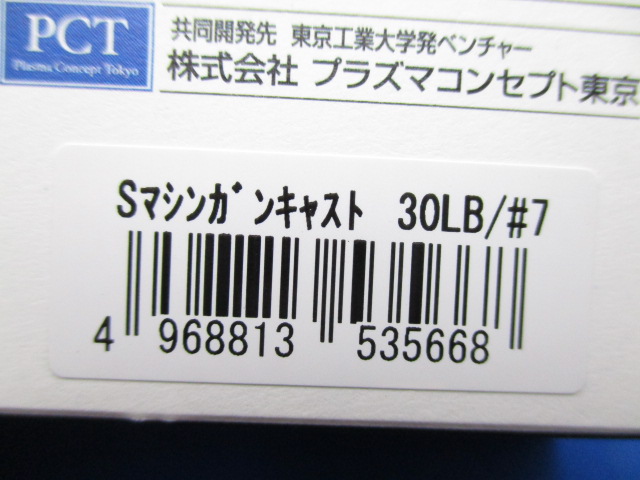 PCT
Plasma Concept Tokyo
共同開発先 東京工業大学発ベンチャー
株式会社 プラズマコンセプト東京
Sﾏｼﾝｶﾞﾝｷｬｽﾄ 30LB/#7
4 968813 535668